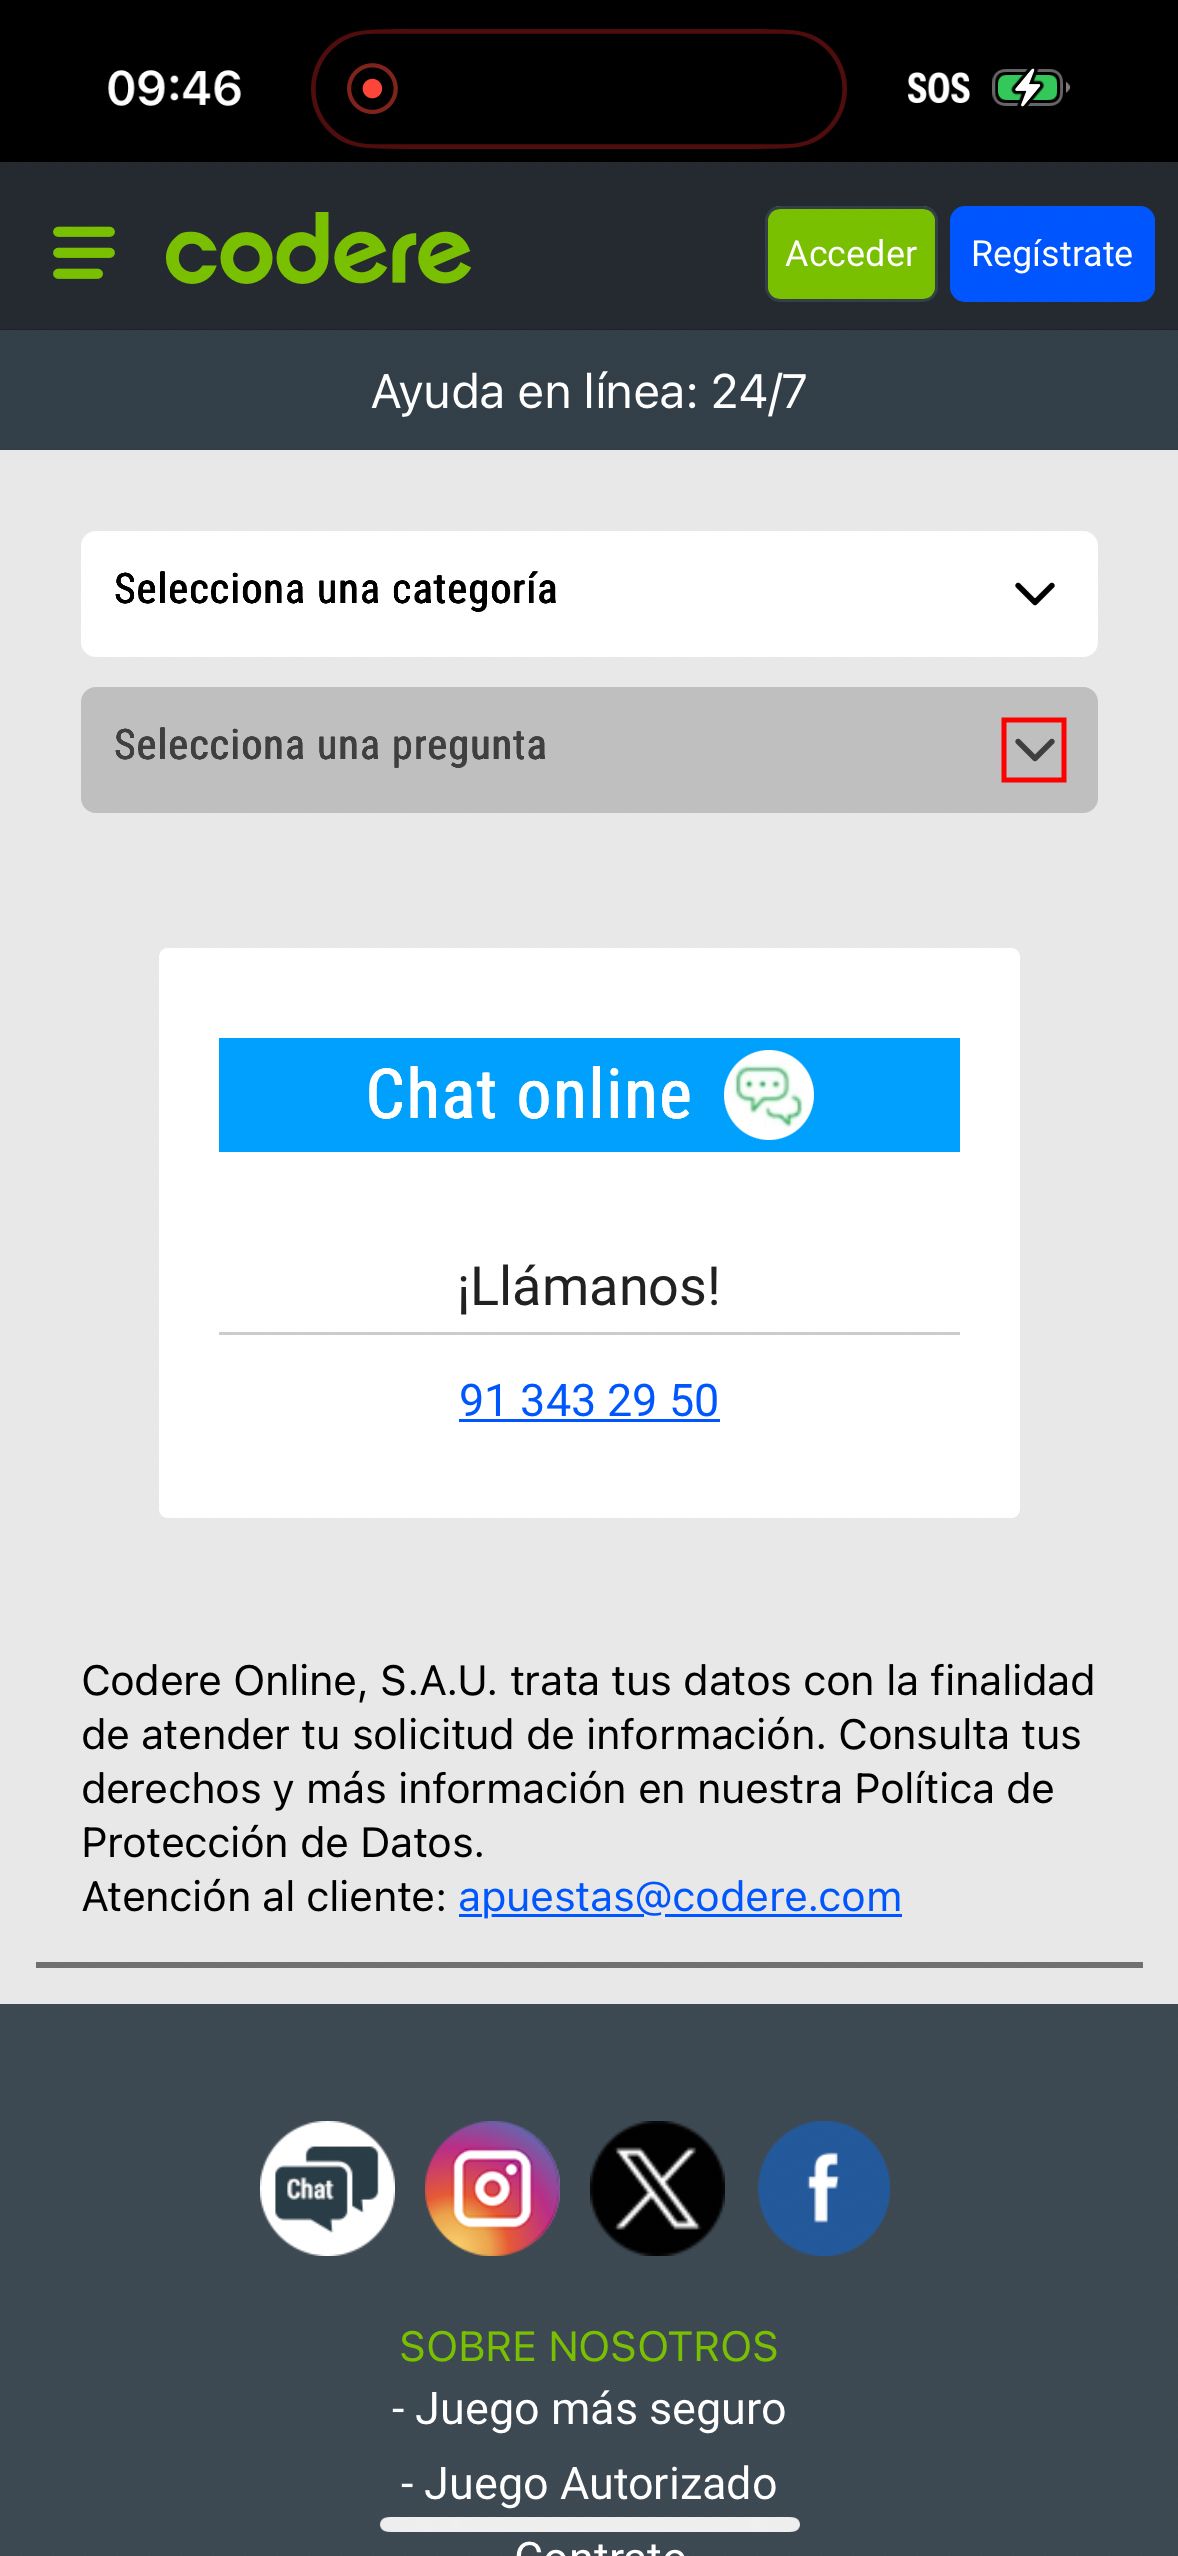 09:46
SOS
codere
Acceder
Regístrate
Ayuda en línea: 24/7
Selecciona una categoría
Selecciona una pregunta
Chat online
¡Llámanos!
91 343 29 50
Codere Online, S.A.U. trata tus datos con la finalidad
de atender tu solicitud de información. Consulta tus
derechos y más información en nuestra Política de
Protección de Datos.
Atención al cliente: apuestas@codere.com
Chat
SOBRE NOSOTROS
- Juego más seguro
- Juego Autorizado